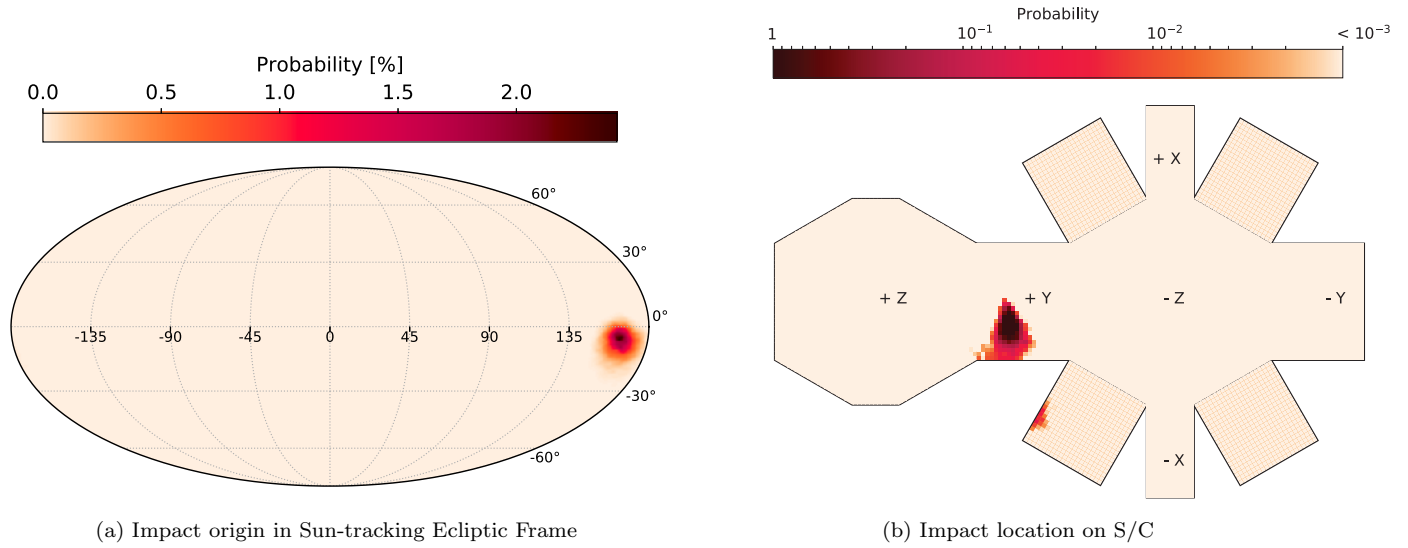 Probability [%]
0.0 0.5 1.0 1.5 2.0
60°
30°
0°
-135 -90 -45 0 45 90 135
-30°
-60°
(a) Impact origin in Sun-tracking Ecliptic Frame
Probability
1 10⁻¹ 10⁻² < 10⁻³
+ X
+ Z + Y - Z - Y
- X
(b) Impact location on S/C